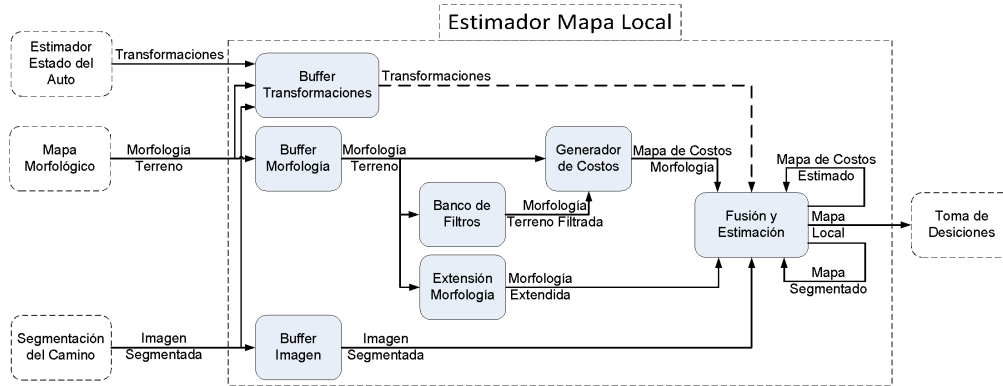 Estimador Mapa Local
Estimador
Estado del
Auto
Transformaciones
Buffer
Transformaciones
Transformaciones
Mapa
Morfológico
Morfología
Terreno
Buffer
Morfología
Morfología
Terreno
Generador
de Costos
Mapa de Costos
Morfología
Banco de
Filtros
Morfología
Terreno Filtrada
Extensión
Morfología
Morfología
Extendida
Fusión y
Estimación
Mapa de Costos
Estimado
Mapa
Local
Mapa
Segmentado
Toma de
Desiciones
Segmentación
del Camino
Imagen
Segmentada
Buffer
Imagen
Imagen
Segmentada